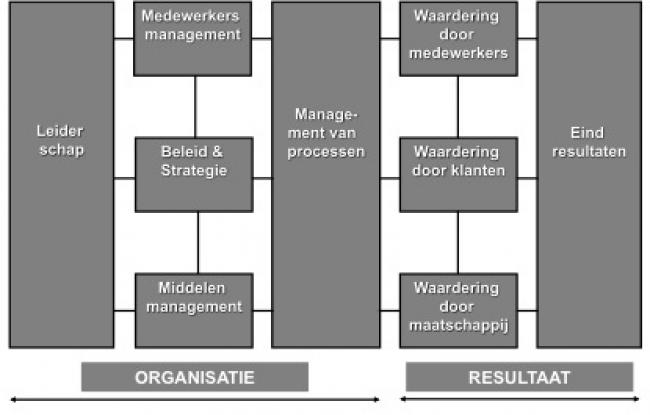 Leider
schap
Medewerkers
management
Beleid &
Strategie
Middelen
management
Manage-
ment van
processen
Waardering
door
medewerkers
Waardering
door klanten
Waardering
door
maatschappij
Eind
resultaten
ORGANISATIE
RESULTAAT